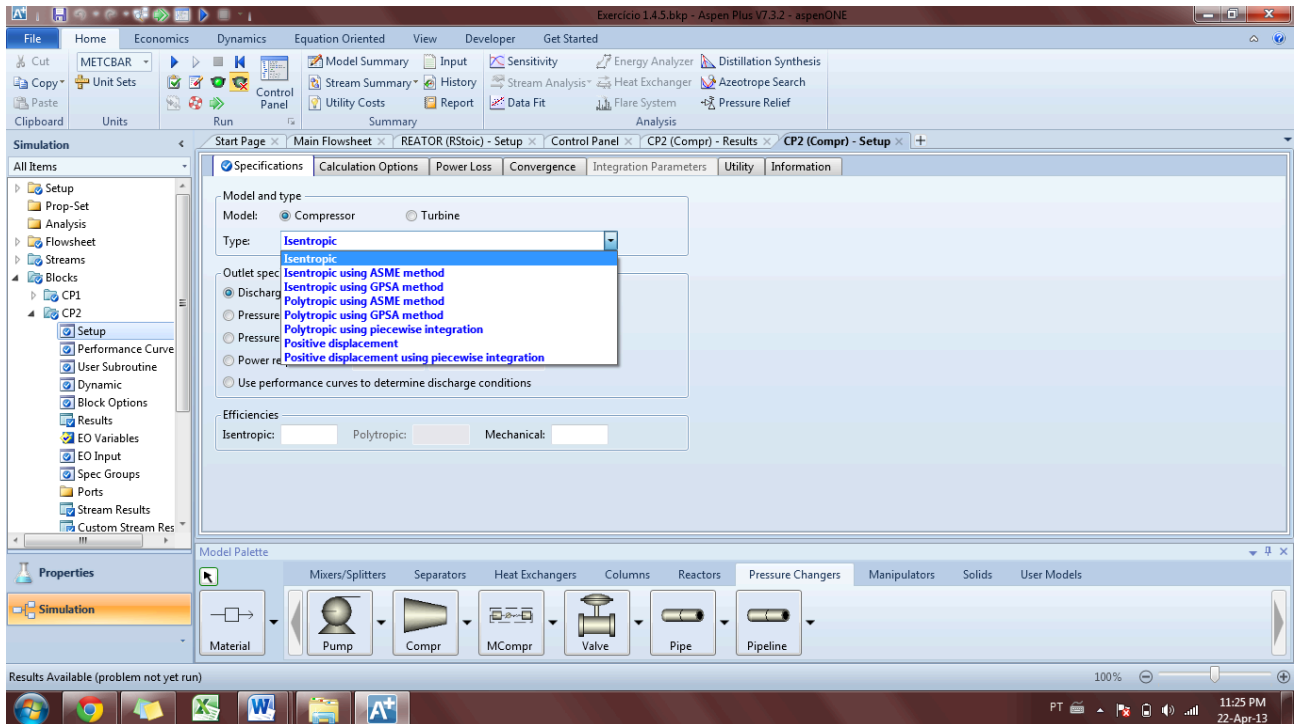 Exercício 1.4.5.bkp - Aspen Plus V7.3.2 - aspenONE
File Home Economics Dynamics Equation Oriented View Developer Get Started
Cut METCBAR Model Summary Input Sensitivity Energy Analyzer Distillation Synthesis
Copy Unit Sets Control Panel Stream Summary History Stream Analysis Heat Exchanger Azeotrope Search
Paste Utility Costs Report Data Fit Flare System Pressure Relief
Clipboard Units Run Summary Analysis
Simulation
Start Page Main Flowsheet REATOR (RStoic) - Setup Control Panel CP2 (Compr) - Results CP2 (Compr) - Setup +
All Items
Setup
Prop-Set
Analysis
Flowsheet
Streams
Blocks
CP1
CP2
Setup
Performance Curve
User Subroutine
Dynamic
Block Options
Results
EO Variables
EO Input
Spec Groups
Ports
Stream Results
Custom Stream Res
Properties
Simulation
Specifications Calculation Options Power Loss Convergence Integration Parameters Utility Information
Model and type
Model: Compressor Turbine
Type: Isentropic
Isentropic
Outlet spec Isentropic using ASME method
Isentropic using GPSA method
Discharg Polytropic using ASME method
Pressure Polytropic using GPSA method
Polytropic using piecewise integration
Pressure Positive displacement
Power re Positive displacement using piecewise integration
Use performance curves to determine discharge conditions
Efficiencies
Isentropic: Polytropic: Mechanical:
Model Palette
Mixers/Splitters Separators Heat Exchangers Columns Reactors Pressure Changers Manipulators Solids User Models
Material Pump Compr MCompr Valve Pipe Pipeline
Results Available (problem not yet run) 100%
PT 11:25 PM
22-Apr-13